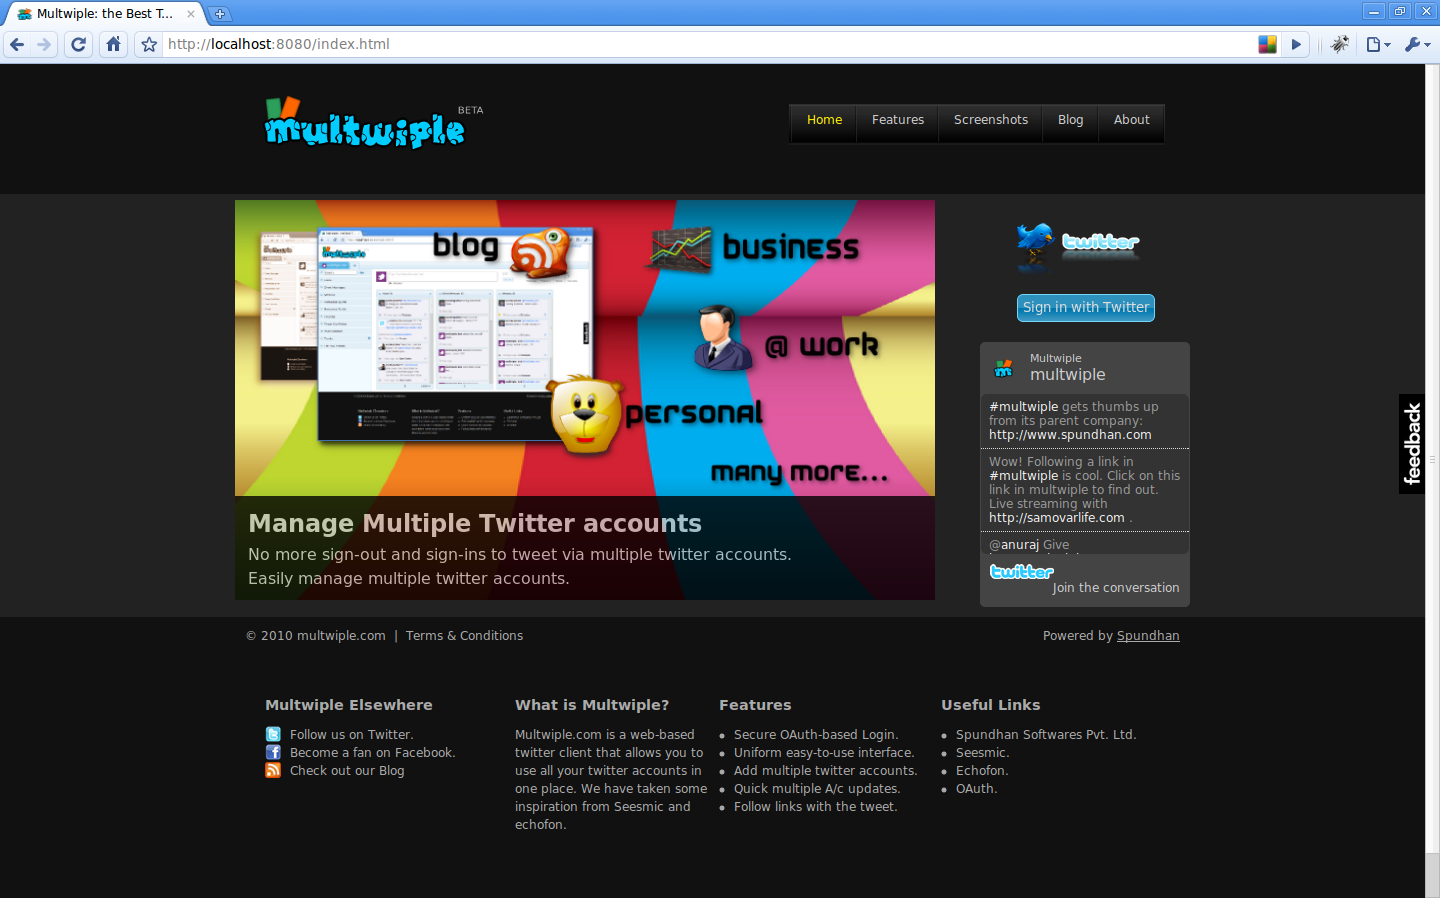 Multwiple: the Best T...
http://localhost:8080/index.html
multwiple
BETA
Home
Features
Screenshots
Blog
About
blog
business
@ work
personal
many more...
Manage Multiple Twitter accounts
No more sign-out and sign-ins to tweet via multiple twitter accounts.
Easily manage multiple twitter accounts.
twitter
Sign in with Twitter
Multwiple
multwiple
#multwiple gets thumbs up
from its parent company:
http://www.spundhan.com
Wow! Following a link in
#multwiple is cool. Click on this
link in multwiple to find out.
Live streaming with
http://samovarlife.com .
@anuraj Give
twitter
Join the conversation
feedback
© 2010 multwiple.com | Terms & Conditions
Powered by Spundhan
Multwiple Elsewhere
Follow us on Twitter.
Become a fan on Facebook.
Check out our Blog
What is Multwiple?
Multwiple.com is a web-based
twitter client that allows you to
use all your twitter accounts in
one place. We have taken some
inspiration from Seesmic and
echofon.
Features
Secure OAuth-based Login.
Uniform easy-to-use interface.
Add multiple twitter accounts.
Quick multiple A/c updates.
Follow links with the tweet.
Useful Links
Spundhan Softwares Pvt. Ltd.
Seesmic.
Echofon.
OAuth.